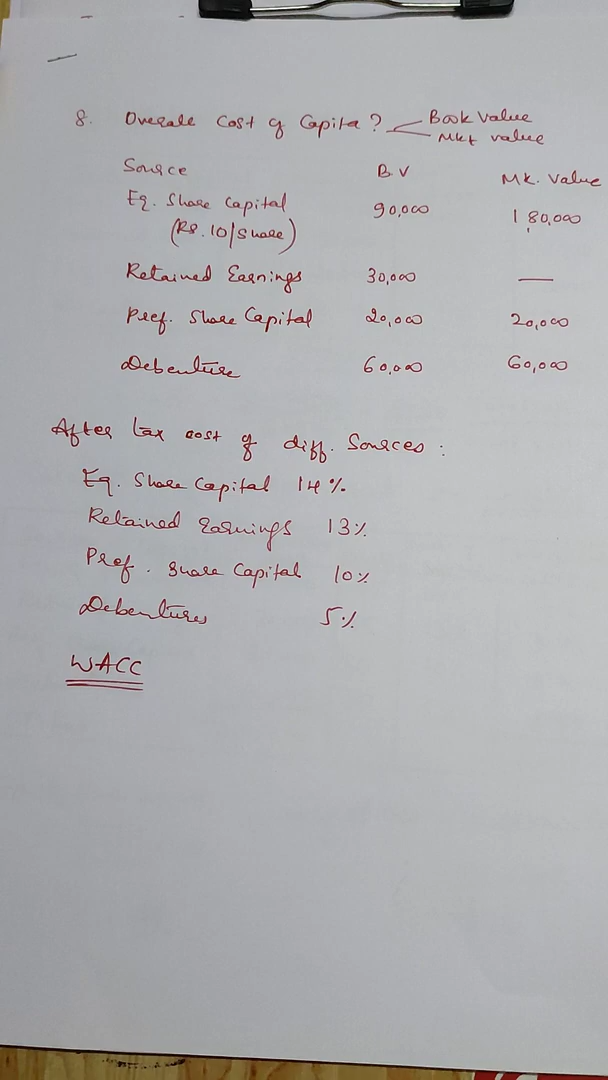 8. Overall Cost of Capital? Book Value
Mkt value
Source B.V Mk. Value
Eq. Share Capital 90,000 1,80,000
(Rs. 10/Share)
Retained Earnings 30,000 —
Pref. Share Capital 20,000 20,000
Debenture 60,000 60,000
After tax cost of diff. Sources :
Eq. Share Capital 14%
Retained Earnings 13%
Pref. Share Capital 10%
Debentures 5%
WACC